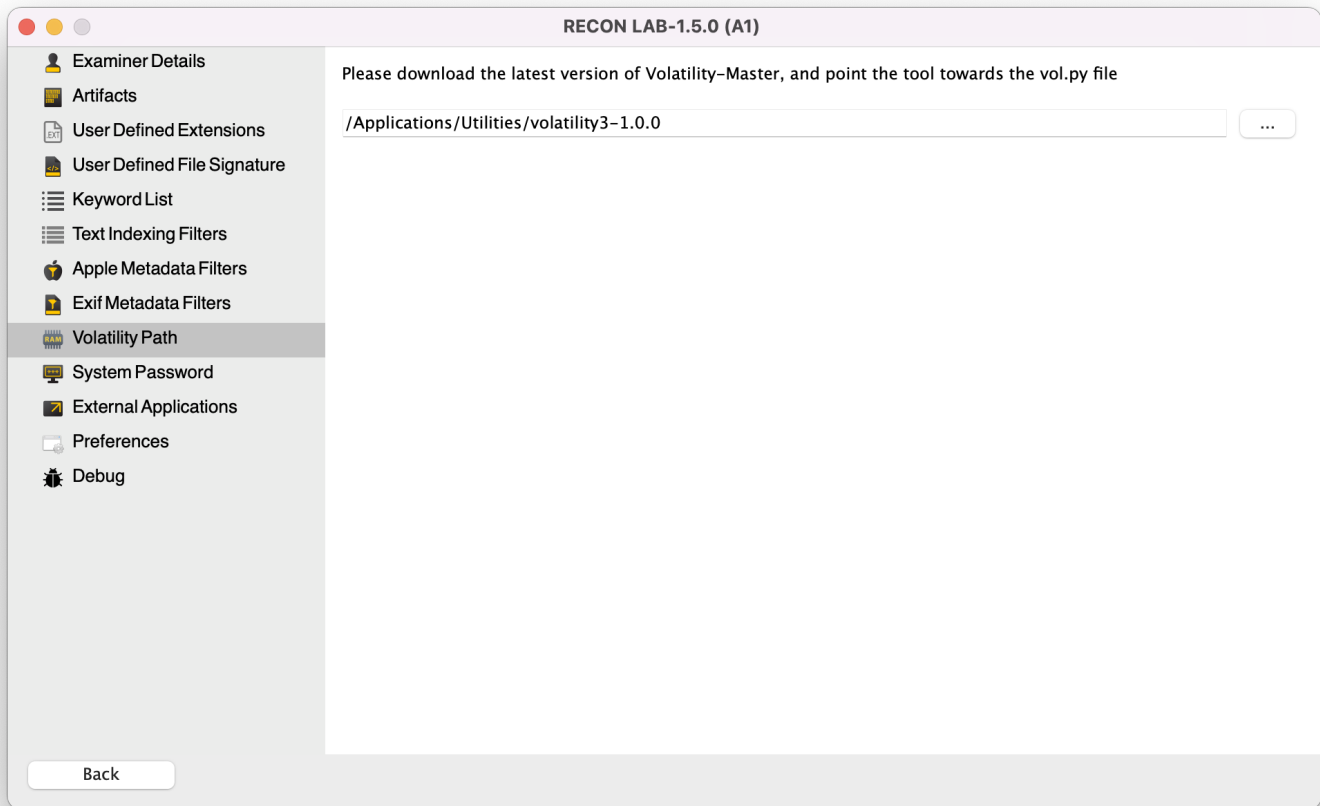 RECON LAB-1.5.0 (A1)
Examiner Details
Artifacts
User Defined Extensions
User Defined File Signature
Keyword List
Text Indexing Filters
Apple Metadata Filters
Exif Metadata Filters
RAM
Volatility Path
System Password
External Applications
Preferences
Debug
Please download the latest version of Volatility-Master, and point the tool towards the vol.py file
/Applications/Utilities/volatility3-1.0.0
...
Back